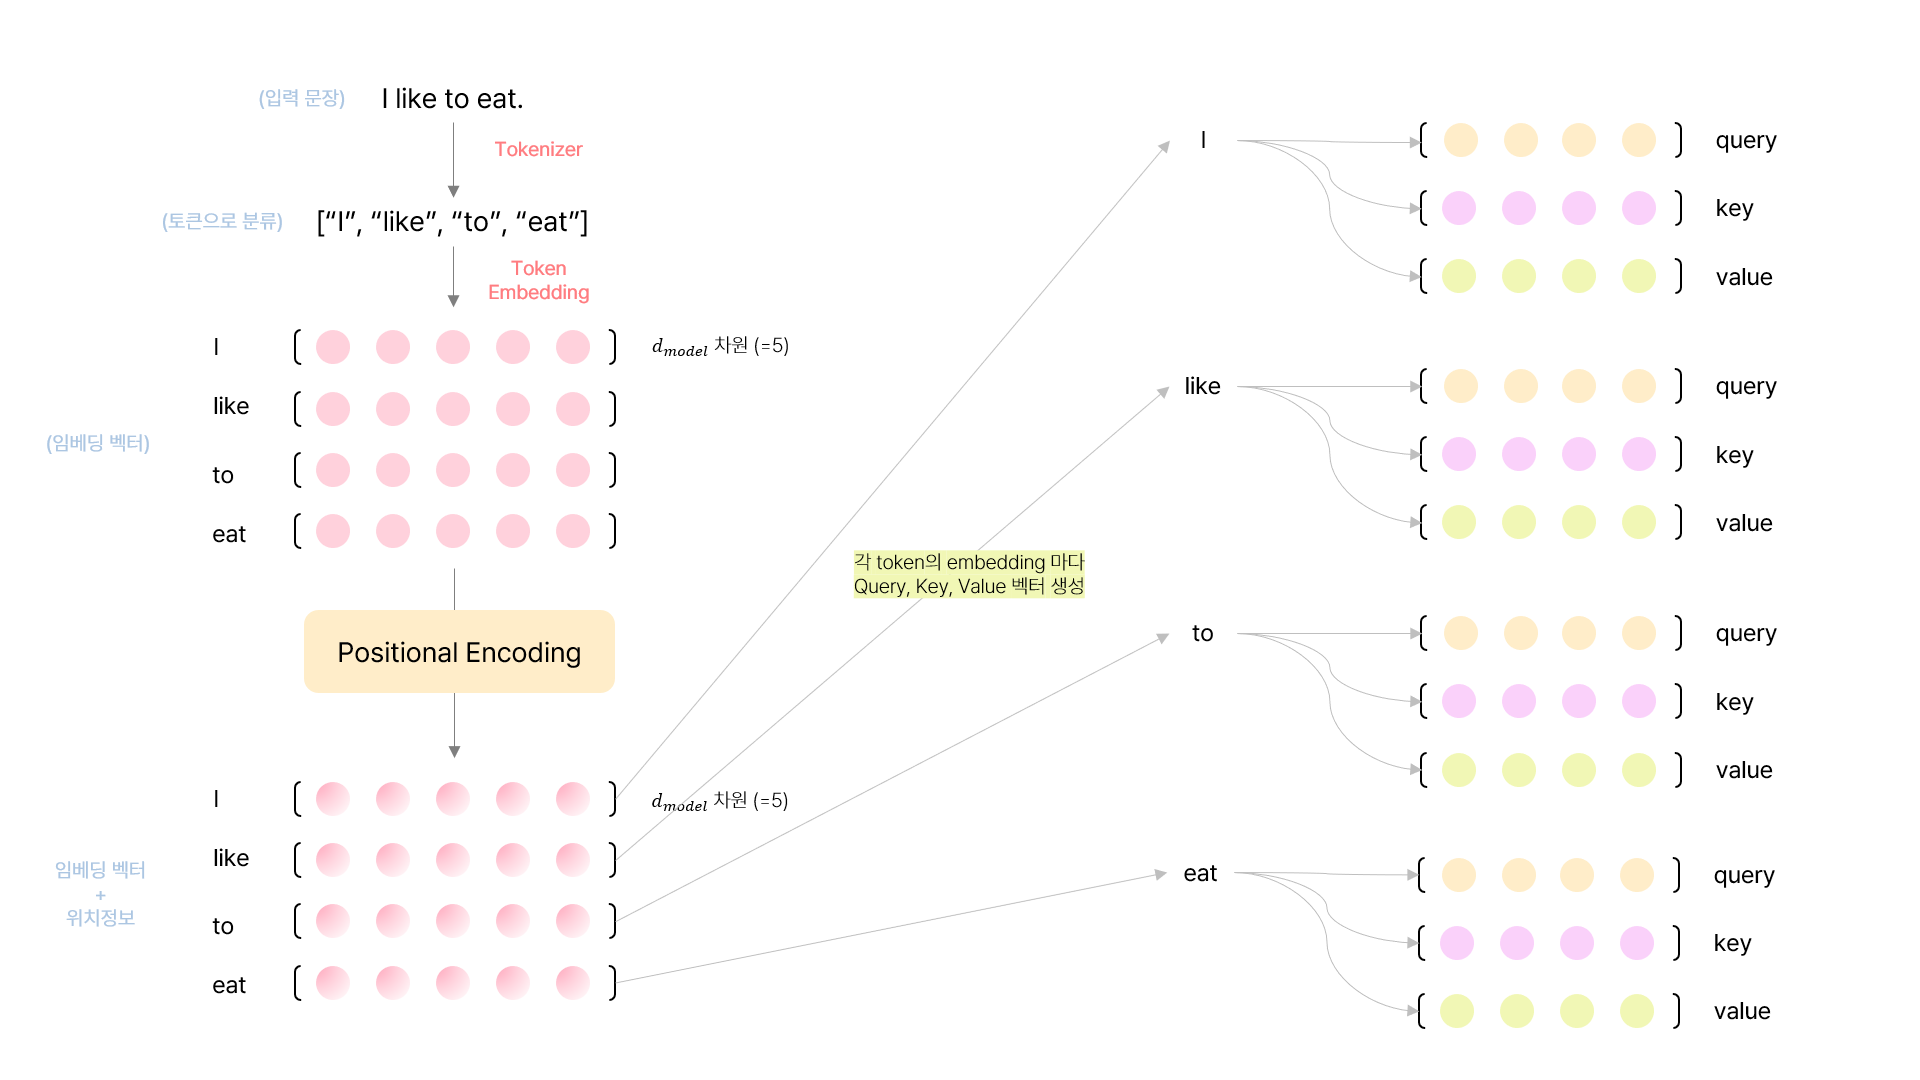 (입력 문장) I like to eat.
Tokenizer
(토큰으로 분류) [“I”, “like”, “to”, “eat”]
Token
Embedding
I
d_model 차원 (=5)
like
(임베딩 벡터)
to
eat
Positional Encoding
I
d_model 차원 (=5)
like
임베딩 벡터
+
위치정보
to
eat
각 token의 embedding 마다
Query, Key, Value 벡터 생성
I
query
key
value
like
query
key
value
to
query
key
value
eat
query
key
value